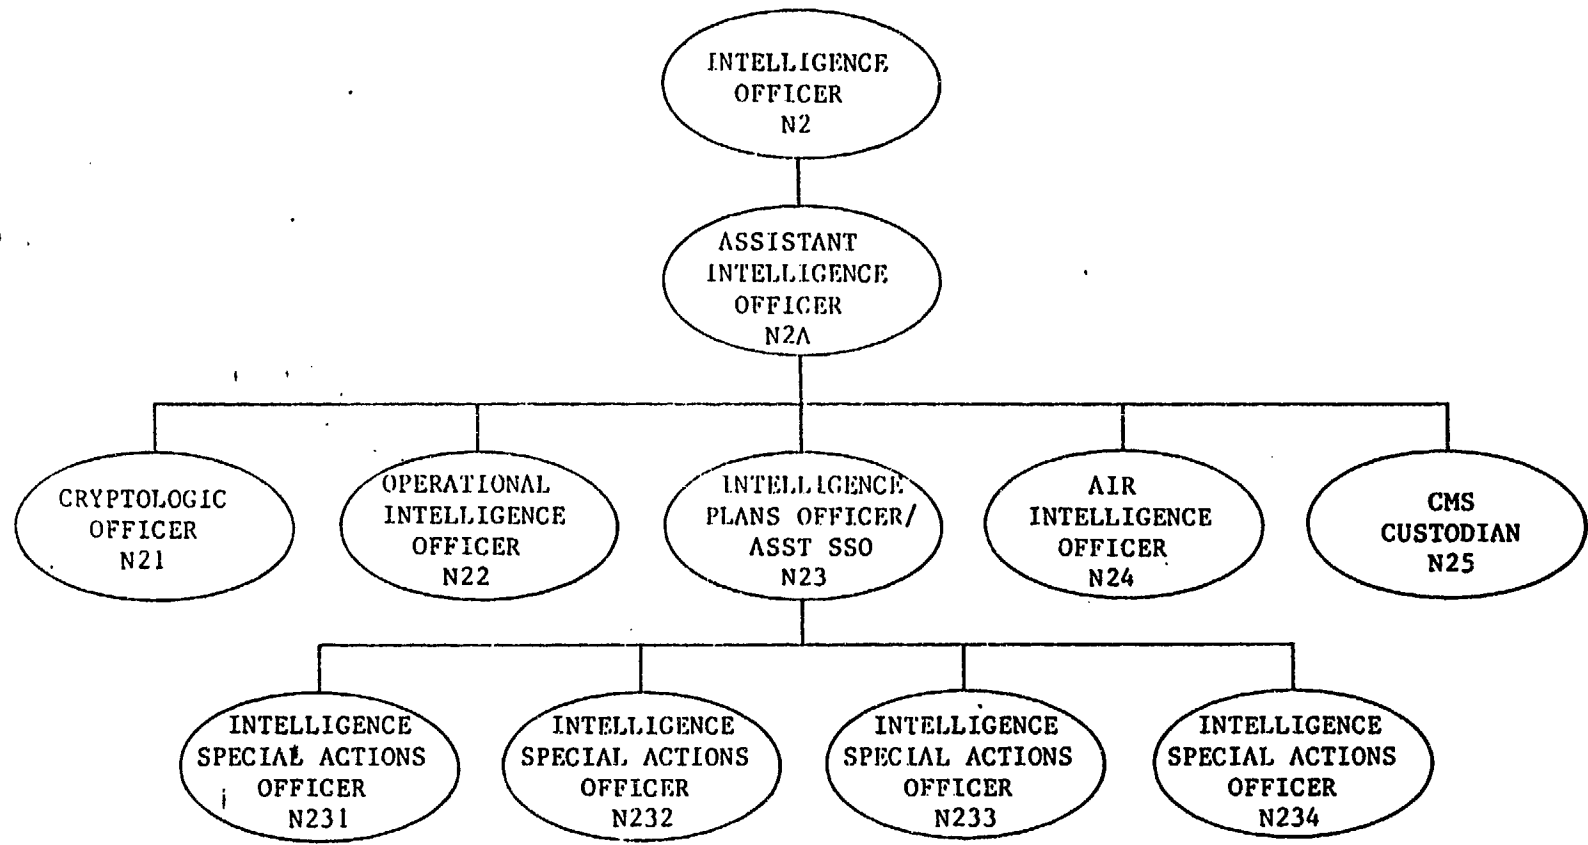 INTELLIGENCE
OFFICER
N2
ASSISTANT
INTELLIGENCE
OFFICER
N2A
CRYPTOLOGIC
OFFICER
N21
OPERATIONAL
INTELLIGENCE
OFFICER
N22
INTELLIGENCE
PLANS OFFICER/
ASST SSO
N23
AIR
INTELLIGENCE
OFFICER
N24
CMS
CUSTODIAN
N25
INTELLIGENCE
SPECIAL ACTIONS
OFFICER
N231
INTELLIGENCE
SPECIAL ACTIONS
OFFICER
N232
INTELLIGENCE
SPECIAL ACTIONS
OFFICER
N233
INTELLIGENCE
SPECIAL ACTIONS
OFFICER
N234